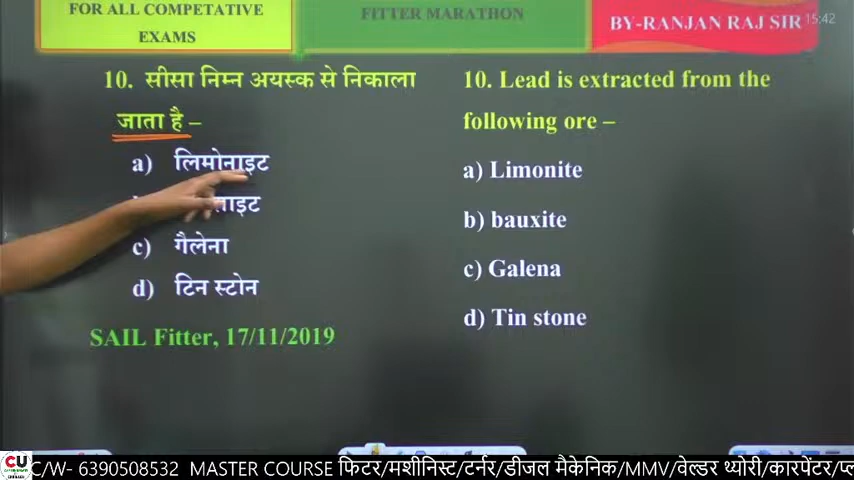 FOR ALL COMPETATIVE
EXAMS
FITTER MARATHON
BY-RANJAN RAJ SIR
15:42
10. सीसा निम्न अयस्क से निकाला
जाता है –
a) लिमोनाइट
c) गैलेना
d) टिन स्टोन
SAIL Fitter, 17/11/2019
10. Lead is extracted from the
following ore –
a) Limonite
b) bauxite
c) Galena
d) Tin stone
CU
C/W- 6390508532 MASTER COURSE फिटर/मशीनिस्ट/टर्नर/डीजल मैकेनिक/MMV/वेल्डर थ्योरी/कारपेंटर/